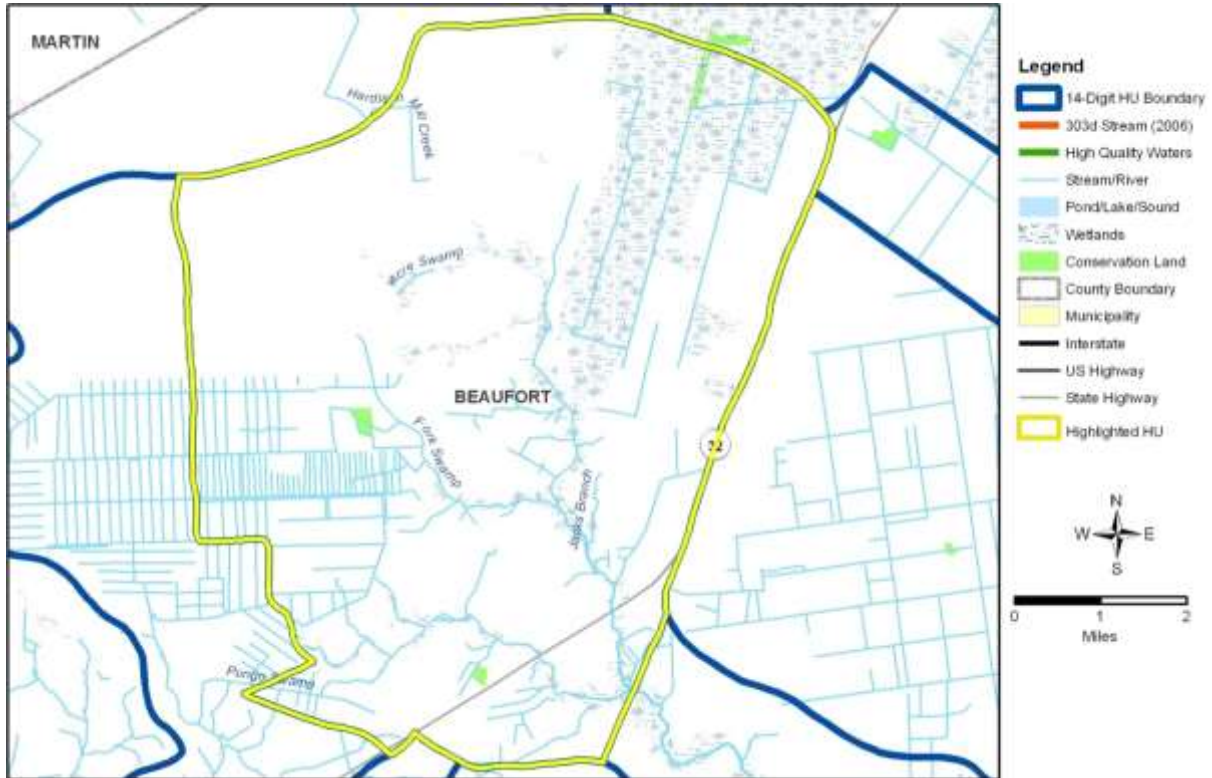 MARTIN
Hardison
Mill Creek
Acre Swamp
BEAUFORT
Fork Swamp
Jacks Branch
32
Pungo Swamp
Legend
14-Digit HU Boundary
303d Stream (2006)
High Quality Waters
Stream/River
Pond/Lake/Sound
Wetlands
Conservation Land
County Boundary
Municipality
Interstate
US Highway
State Highway
Highlighted HU
N
W E
S
0 1 2
Miles